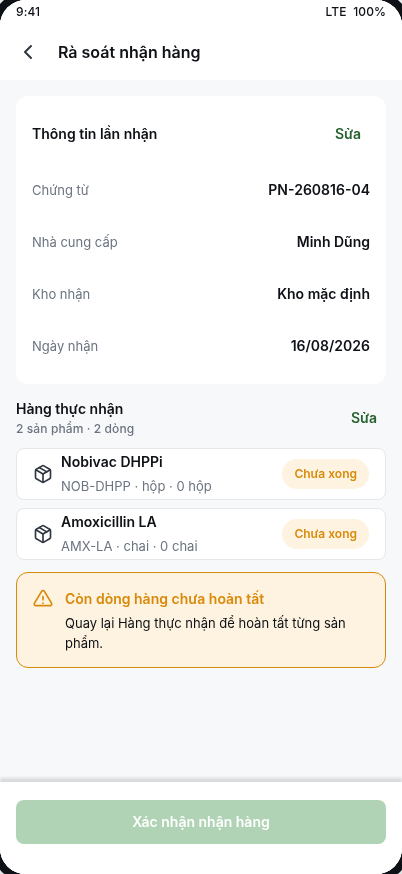 9:41
LTE 100%
Rà soát nhận hàng
Thông tin lần nhận
Sửa
Chứng từ
PN-260816-04
Nhà cung cấp
Minh Dũng
Kho nhận
Kho mặc định
Ngày nhận
16/08/2026
Hàng thực nhận
2 sản phẩm · 2 dòng
Sửa
Nobivac DHPPi
NOB-DHPP · hộp · 0 hộp
Chưa xong
Amoxicillin LA
AMX-LA · chai · 0 chai
Chưa xong
Còn dòng hàng chưa hoàn tất
Quay lại Hàng thực nhận để hoàn tất từng sản
phẩm.
Xác nhận nhận hàng